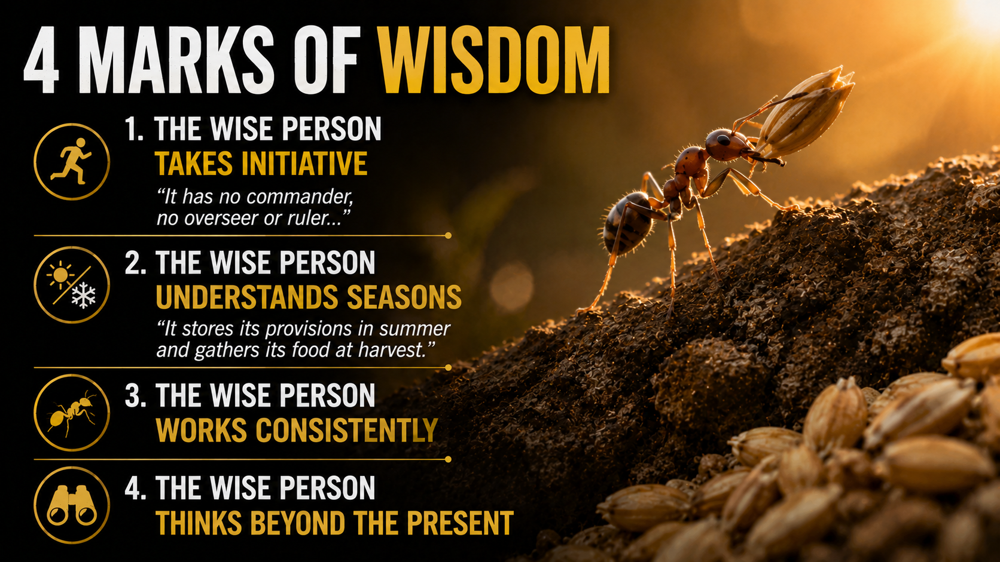 4 MARKS OF WISDOM
1. THE WISE PERSON
TAKES INITIATIVE
“It has no commander,
no overseer or ruler...”
2. THE WISE PERSON
UNDERSTANDS SEASONS
“It stores its provisions in summer
and gathers its food at harvest.”
3. THE WISE PERSON
WORKS CONSISTENTLY
4. THE WISE PERSON
THINKS BEYOND THE PRESENT